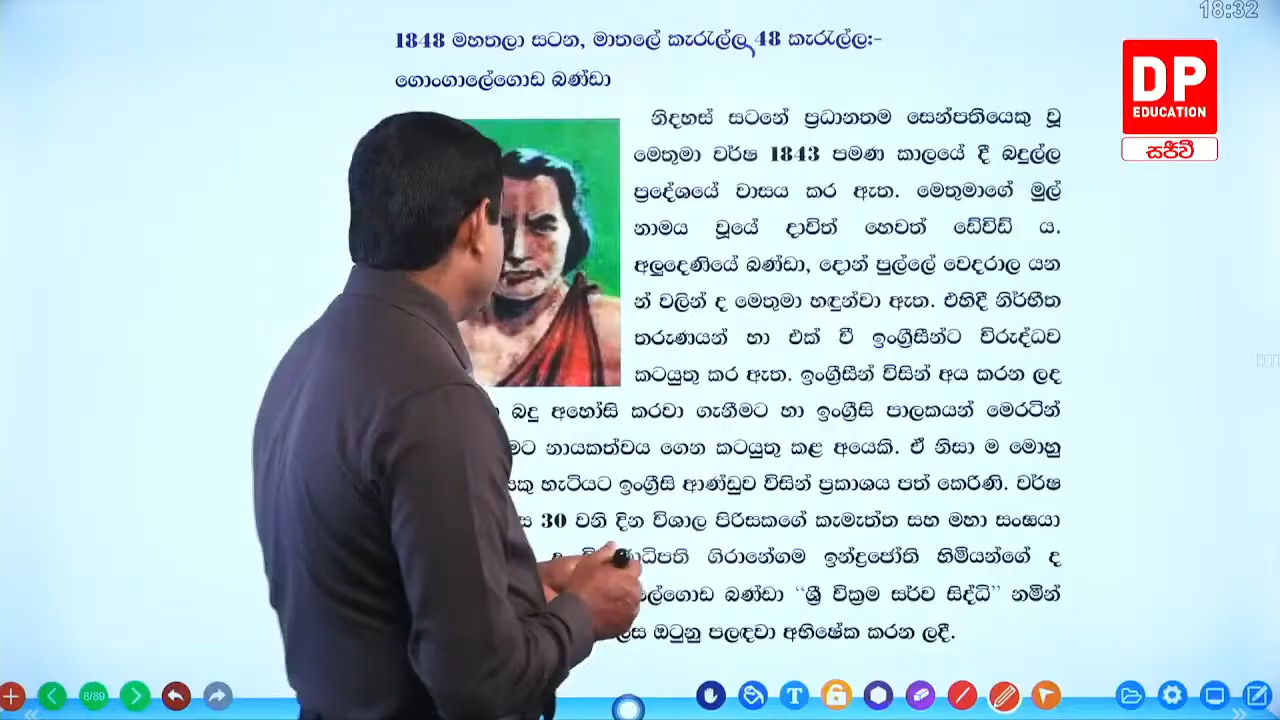 18:32
1848 මහතලා සටන, මාතලේ කැරැල්ල, 48 කැරැල්ල:-
ගොංගාලේගොඩ බණ්ඩා
DP
EDUCATION
සජීවී
නිදහස් සටනේ ප්‍රධානතම සෙන්පතියෙකු වූ
මෙතුමා වර්ෂ 1843 පමණ කාලයේ දී බදුල්ල
ප්‍රදේශයේ වාසය කර ඇත. මෙතුමාගේ මුල්
නාමය වූයේ දාවිත් හෙවත් ඩේවිඩ් ය.
අලුදෙණියේ බණ්ඩා, දොන් පුල්ලේ වෙදරාල යන
න් වලින් ද මෙතුමා හඳුන්වා ඇත. එහිදී නිර්භීත
තරුණයන් හා එක් වී ඉංග්‍රීසීන්ට විරුද්ධව
කටයුතු කර ඇත. ඉංග්‍රීසීන් විසින් අය කරන ලද
බදු අහෝසි කරවා ගැනීමට හා ඉංග්‍රීසි පාලකයන් මෙරටින්
මට නායකත්වය ගෙන කටයුතු කළ අයෙකි. ඒ නිසා ම මොහු
හැටියට ඉංග්‍රීසි ආණ්ඩුව විසින් ප්‍රකාශය පත් කෙරිණි. වර්ෂ
30 වනි දින විශාල පිරිසකගේ කැමැත්ත සහ මහා සංඝයා
ගිරානේගම ඉන්ද්‍රජෝති හිමියන්ගේ ද
ලේගොඩ බණ්ඩා “ශ්‍රී වික්‍රම සර්ව සිද්ධි” නමින්
ඔටුනු පලඳවා අභිෂේක කරන ලදී.
8/89